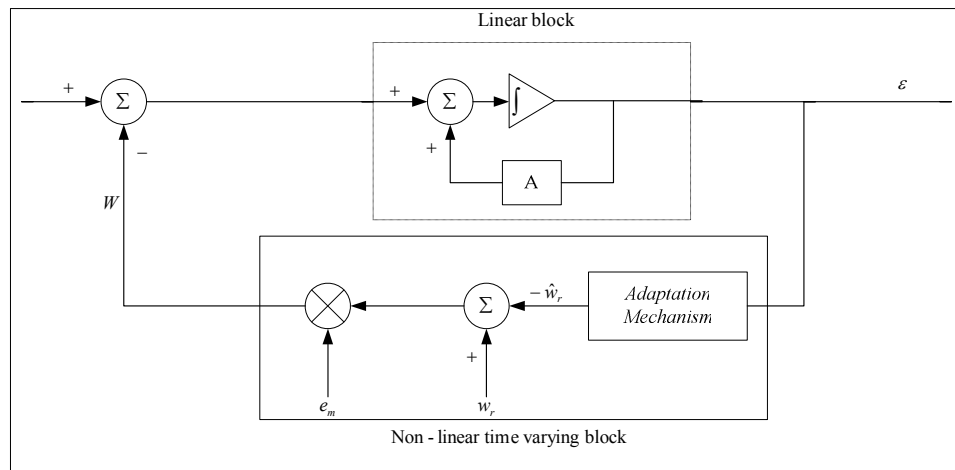 Linear block
ε
+
Σ
+
Σ
∫
−
+
A
W
Σ
− ŵ_r
Adaptation
Mechanism
+
e_m
w_r
Non - linear time varying block